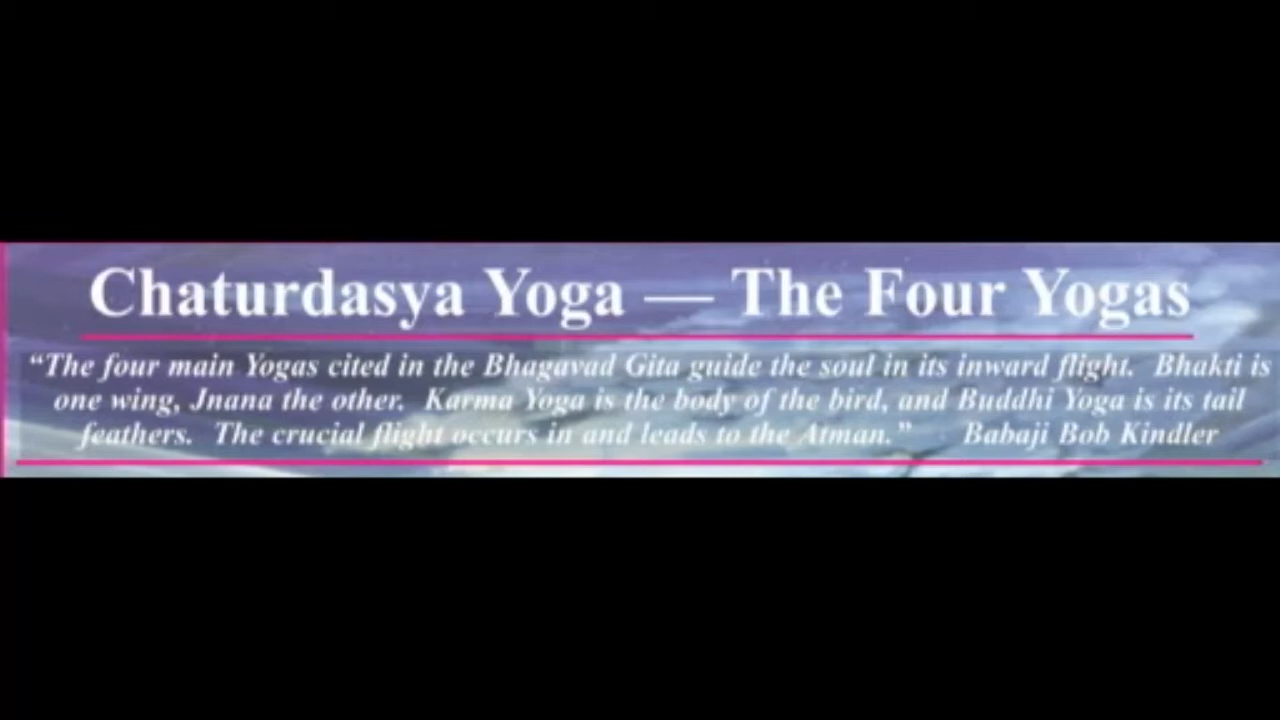 Chaturdasya Yoga — The Four Yogas
“The four main Yogas cited in the Bhagavad Gita guide the soul in its inward flight. Bhakti is
one wing, Jnana the other. Karma Yoga is the body of the bird, and Buddhi Yoga is its tail
feathers. The crucial flight occurs in and leads to the Atman.” Babaji Bob Kindler